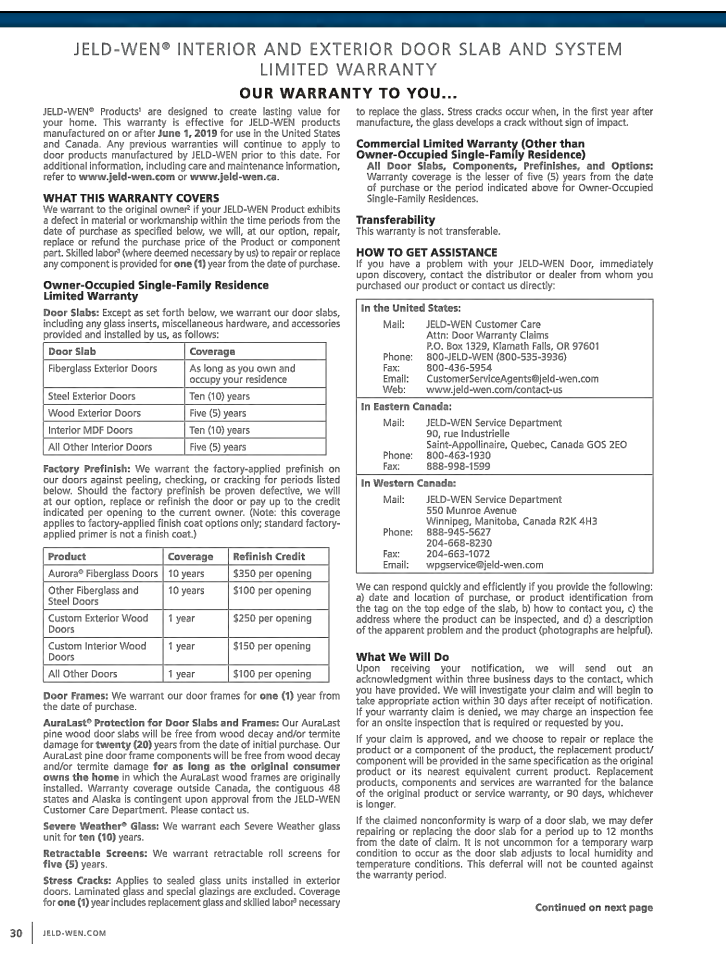 JELD-WEN® INTERIOR AND EXTERIOR DOOR SLAB AND SYSTEM
LIMITED WARRANTY
OUR WARRANTY TO YOU...
JELD-WEN® Products¹ are designed to create lasting value for
your home. This warranty is effective for JELD-WEN products
manufactured on or after June 1, 2019 for use in the United States
and Canada. Any previous warranties will continue to apply to
door products manufactured by JELD-WEN prior to this date. For
additional information, including care and maintenance information,
refer to www.jeld-wen.com or www.jeld-wen.ca.
WHAT THIS WARRANTY COVERS
We warrant to the original owner² if your JELD-WEN Product exhibits
a defect in material or workmanship within the time periods from the
date of purchase as specified below, we will, at our option, repair,
replace or refund the purchase price of the Product or component
part. Skilled labor³ (where deemed necessary by us) to repair or replace
any component is provided for one (1) year from the date of purchase.
Owner-Occupied Single-Family Residence
Limited Warranty
Door Slabs: Except as set forth below, we warrant our door slabs,
including any glass inserts, miscellaneous hardware, and accessories
provided and installed by us, as follows:
Door Slab Coverage
Fiberglass Exterior Doors As long as you own and
occupy your residence
Steel Exterior Doors Ten (10) years
Wood Exterior Doors Five (5) years
Interior MDF Doors Ten (10) years
All Other Interior Doors Five (5) years
Factory Prefinish: We warrant the factory-applied prefinish on
our doors against peeling, checking, or cracking for periods listed
below. Should the factory prefinish be proven defective, we will
at our option, replace or refinish the door or pay up to the credit
indicated per opening to the current owner. (Note: this coverage
applies to factory-applied finish coat options only; standard factory-
applied primer is not a finish coat.)
Product Coverage Refinish Credit
Aurora® Fiberglass Doors 10 years $350 per opening
Other Fiberglass and 10 years $100 per opening
Steel Doors
Custom Exterior Wood 1 year $250 per opening
Doors
Custom Interior Wood 1 year $150 per opening
Doors
All Other Doors 1 year $100 per opening
Door Frames: We warrant our door frames for one (1) year from
the date of purchase.
AuraLast® Protection for Door Slabs and Frames: Our AuraLast
pine wood door slabs will be free from wood decay and/or termite
damage for twenty (20) years from the date of initial purchase. Our
AuraLast pine door frame components will be free from wood decay
and/or termite damage for as long as the original consumer
owns the home in which the AuraLast wood frames are originally
installed. Warranty coverage outside Canada, the contiguous 48
states and Alaska is contingent upon approval from the JELD-WEN
Customer Care Department. Please contact us.
Severe Weather® Glass: We warrant each Severe Weather glass
unit for ten (10) years.
Retractable Screens: We warrant retractable roll screens for
five (5) years.
Stress Cracks: Applies to sealed glass units installed in exterior
doors. Laminated glass and special glazings are excluded. Coverage
for one (1) year includes replacement glass and skilled labor³ necessary
to replace the glass. Stress cracks occur when, in the first year after
manufacture, the glass develops a crack without sign of impact.
Commercial Limited Warranty (Other than
Owner-Occupied Single-Family Residence)
All Door Slabs, Components, Prefinishes, and Options:
Warranty coverage is the lesser of five (5) years from the date
of purchase or the period indicated above for Owner-Occupied
Single-Family Residences.
Transferability
This warranty is not transferable.
HOW TO GET ASSISTANCE
If you have a problem with your JELD-WEN Door, immediately
upon discovery, contact the distributor or dealer from whom you
purchased our product or contact us directly:
In the United States:
Mail: JELD-WEN Customer Care
Attn: Door Warranty Claims
P.O. Box 1329, Klamath Falls, OR 97601
Phone: 800-JELD-WEN (800-535-3936)
Fax: 800-436-5954
Email: CustomerServiceAgents@jeld-wen.com
Web: www.jeld-wen.com/contact-us
In Eastern Canada:
Mail: JELD-WEN Service Department
90, rue Industrielle
Saint-Appollinaire, Quebec, Canada G0S 2E0
Phone: 800-463-1930
Fax: 888-998-1599
In Western Canada:
Mail: JELD-WEN Service Department
550 Munroe Avenue
Winnipeg, Manitoba, Canada R2K 4H3
Phone: 888-945-5627
204-668-8230
Fax: 204-663-1072
Email: wpgservice@jeld-wen.com
We can respond quickly and efficiently if you provide the following:
a) date and location of purchase, or product identification from
the tag on the top edge of the slab, b) how to contact you, c) the
address where the product can be inspected, and d) a description
of the apparent problem and the product (photographs are helpful).
What We Will Do
Upon receiving your notification, we will send out an
acknowledgment within three business days to the contact, which
you have provided. We will investigate your claim and will begin to
take appropriate action within 30 days after receipt of notification.
If your warranty claim is denied, we may charge an inspection fee
for an onsite inspection that is required or requested by you.
If your claim is approved, and we choose to repair or replace the
product or a component of the product, the replacement product/
component will be provided in the same specification as the original
product or its nearest equivalent current product. Replacement
products, components and services are warranted for the balance
of the original product or service warranty, or 90 days, whichever
is longer.
If the claimed nonconformity is warp of a door slab, we may defer
repairing or replacing the door slab for a period up to 12 months
from the date of claim. It is not uncommon for a temporary warp
condition to occur as the door slab adjusts to local humidity and
temperature conditions. This deferral will not be counted against
the warranty period.
Continued on next page
30 JELD-WEN.COM